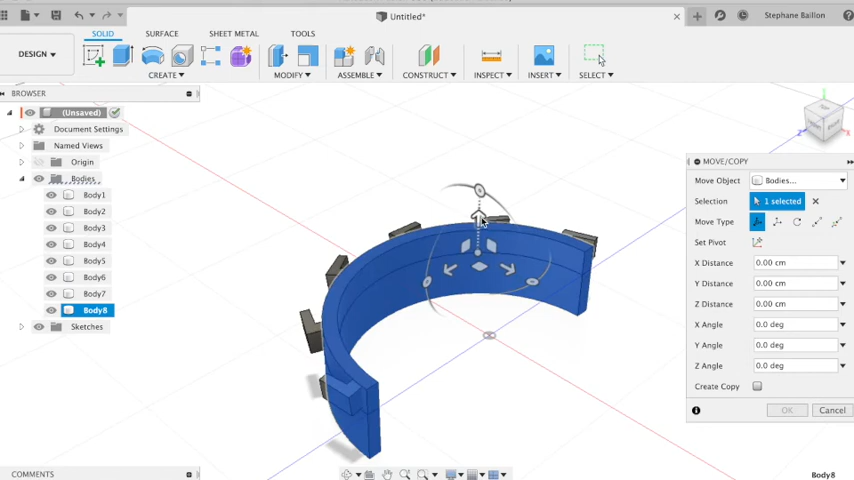 Untitled*
Stephane Baillon
DESIGN
SOLID SURFACE SHEET METAL TOOLS
CREATE MODIFY ASSEMBLE CONSTRUCT INSPECT INSERT SELECT
BROWSER
(Unsaved)
Document Settings
Named Views
Origin
Bodies
Body1
Body2
Body3
Body4
Body5
Body6
Body7
Body8
Sketches
MOVE/COPY
Move Object Bodies...
Selection 1 selected
Move Type
Set Pivot
X Distance 0.00 cm
Y Distance 0.00 cm
Z Distance 0.00 cm
X Angle 0.0 deg
Y Angle 0.0 deg
Z Angle 0.0 deg
Create Copy
OK Cancel
COMMENTS
Body8